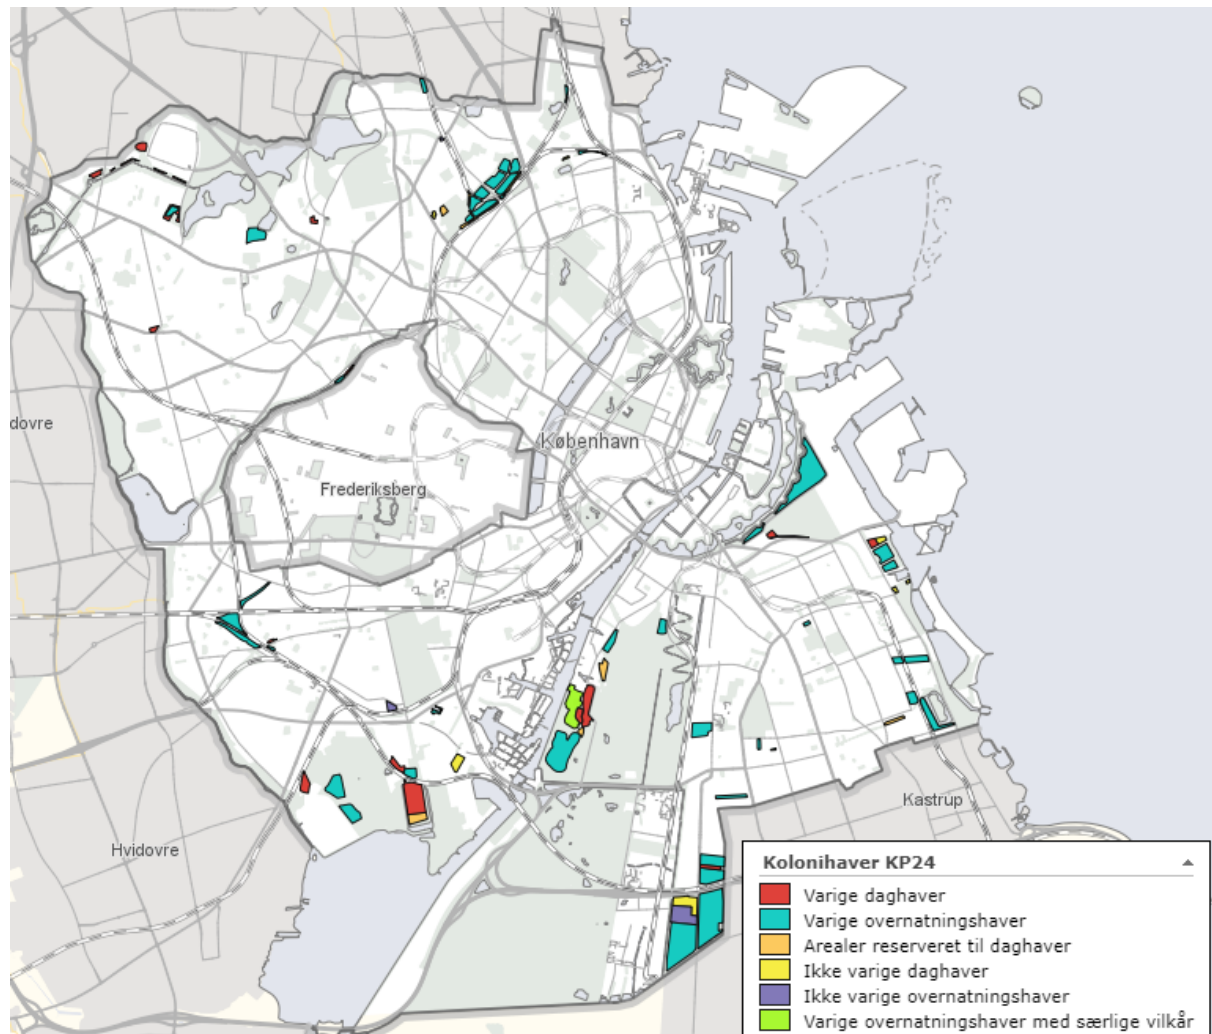 København
dovre
Frederiksberg
Kastrup
Hvidovre
Kolonihaver KP24
Varige daghaver
Varige overnatningshaver
Arealer reserveret til daghaver
Ikke varige daghaver
Ikke varige overnatningshaver
Varige overnatningshaver med særlige vilkår